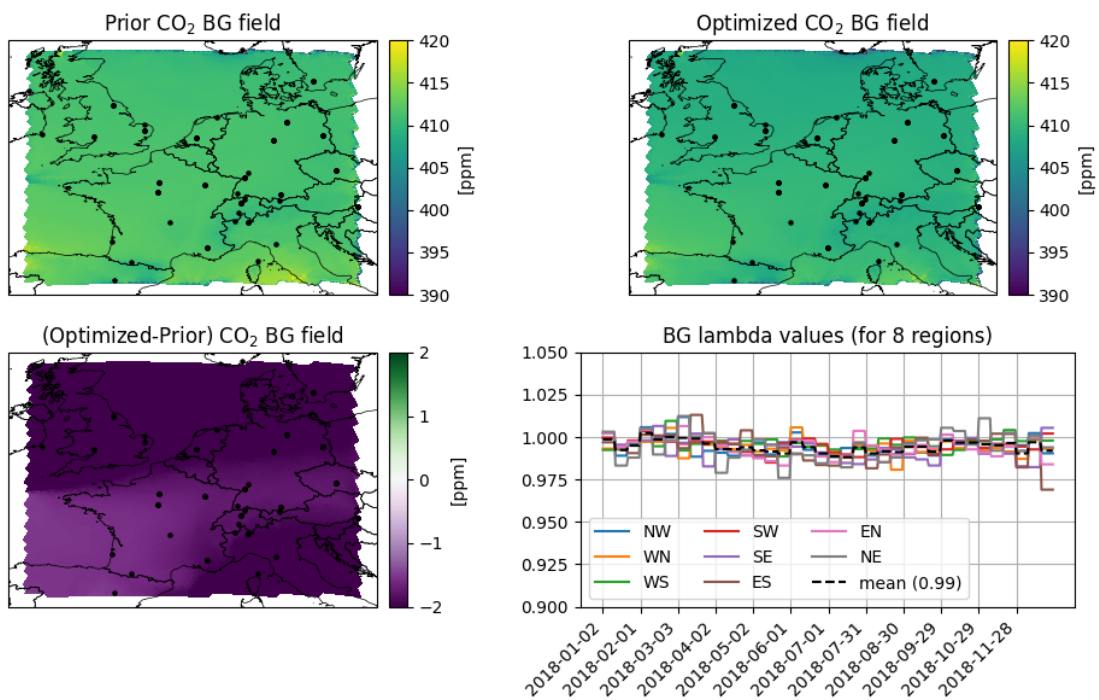 Prior CO₂ BG field
420
415
410
405
400
395
390
[ppm]
Optimized CO₂ BG field
420
415
410
405
400
395
390
[ppm]
(Optimized-Prior) CO₂ BG field
2
1
0
−1
−2
[ppm]
BG lambda values (for 8 regions)
1.050
1.025
1.000
0.975
0.950
0.925
0.900
NW
WN
WS
SW
SE
ES
EN
NE
mean (0.99)
2018-01-02
2018-02-01
2018-03-03
2018-04-02
2018-05-02
2018-06-01
2018-07-01
2018-07-31
2018-08-30
2018-09-29
2018-10-29
2018-11-28